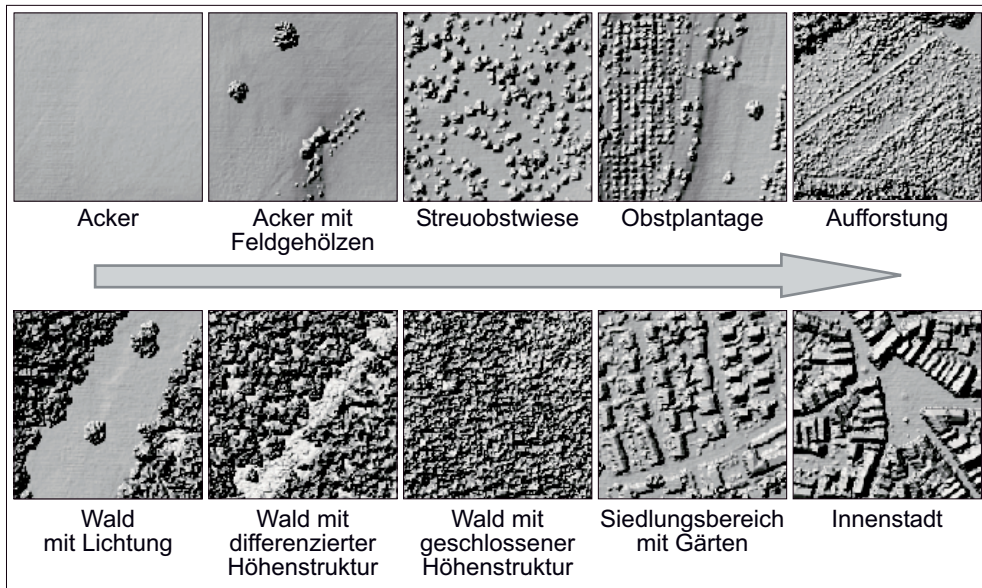 Acker
Acker mit
Feldgehölzen
Streuobstwiese
Obstplantage
Aufforstung
Wald
mit Lichtung
Wald mit
differenzierter
Höhenstruktur
Wald mit
geschlossener
Höhenstruktur
Siedlungsbereich
mit Gärten
Innenstadt